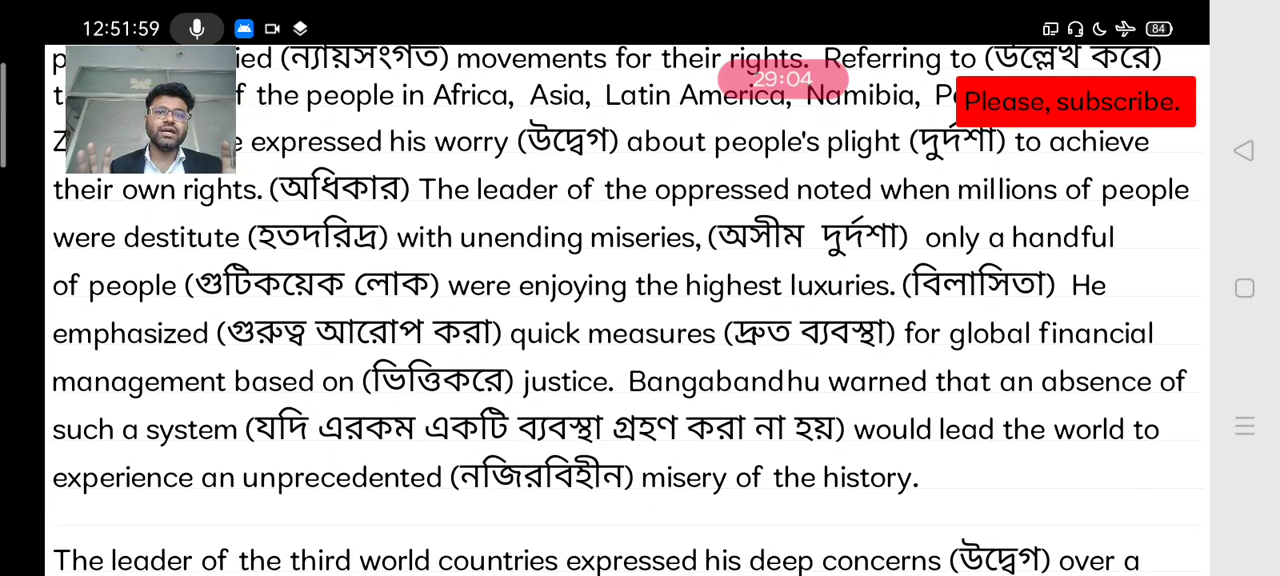 12:51:59
84
ied (ন্যায়সংগত) movements for their rights. Referring to (উল্লেখ করে)
29:04
f the people in Africa, Asia, Latin America, Namibia,
Please, subscribe.
expressed his worry (উদ্বেগ) about people's plight (দুর্দশা) to achieve
their own rights. (অধিকার) The leader of the oppressed noted when millions of people
were destitute (হতদরিদ্র) with unending miseries, (অসীম দুর্দশা) only a handful
of people (গুটিকয়েক লোক) were enjoying the highest luxuries. (বিলাসিতা) He
emphasized (গুরুত্ব আরোপ করা) quick measures (দ্রুত ব্যবস্থা) for global financial
management based on (ভিত্তিকরে) justice. Bangabandhu warned that an absence of
such a system (যদি এরকম একটি ব্যবস্থা গ্রহণ করা না হয়) would lead the world to
experience an unprecedented (নজিরবিহীন) misery of the history.
The leader of the third world countries expressed his deep concerns (উদ্বেগ) over a